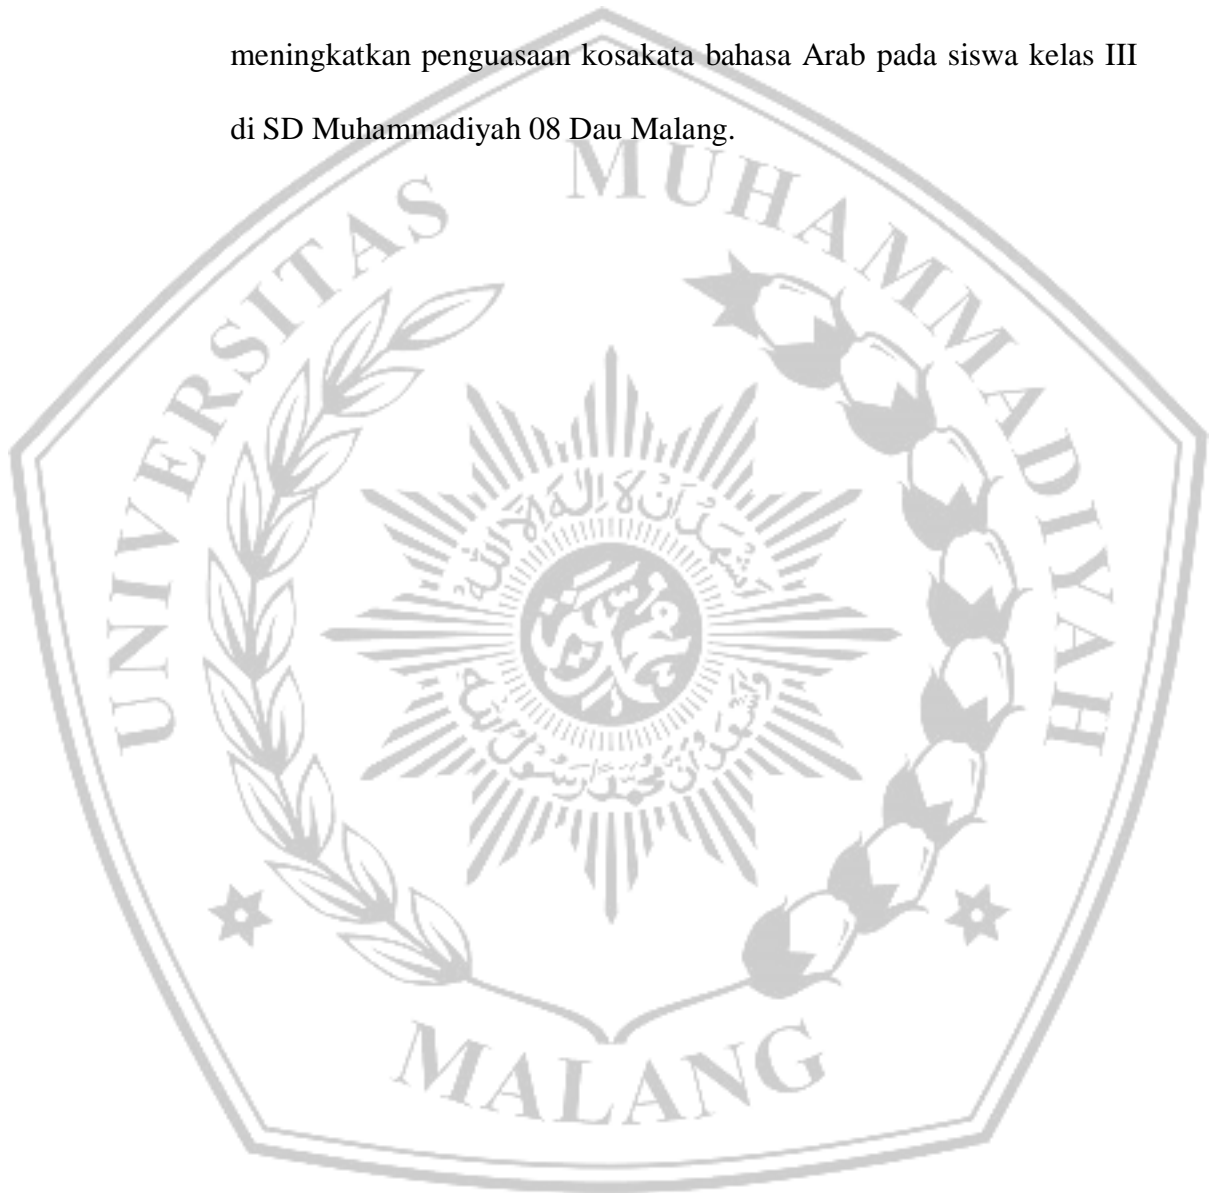 meningkatkan penguasaan kosakata bahasa Arab pada siswa kelas III
di SD Muhammadiyah 08 Dau Malang.
UNIVERSITAS MUHAMMADIYAH
MALANG